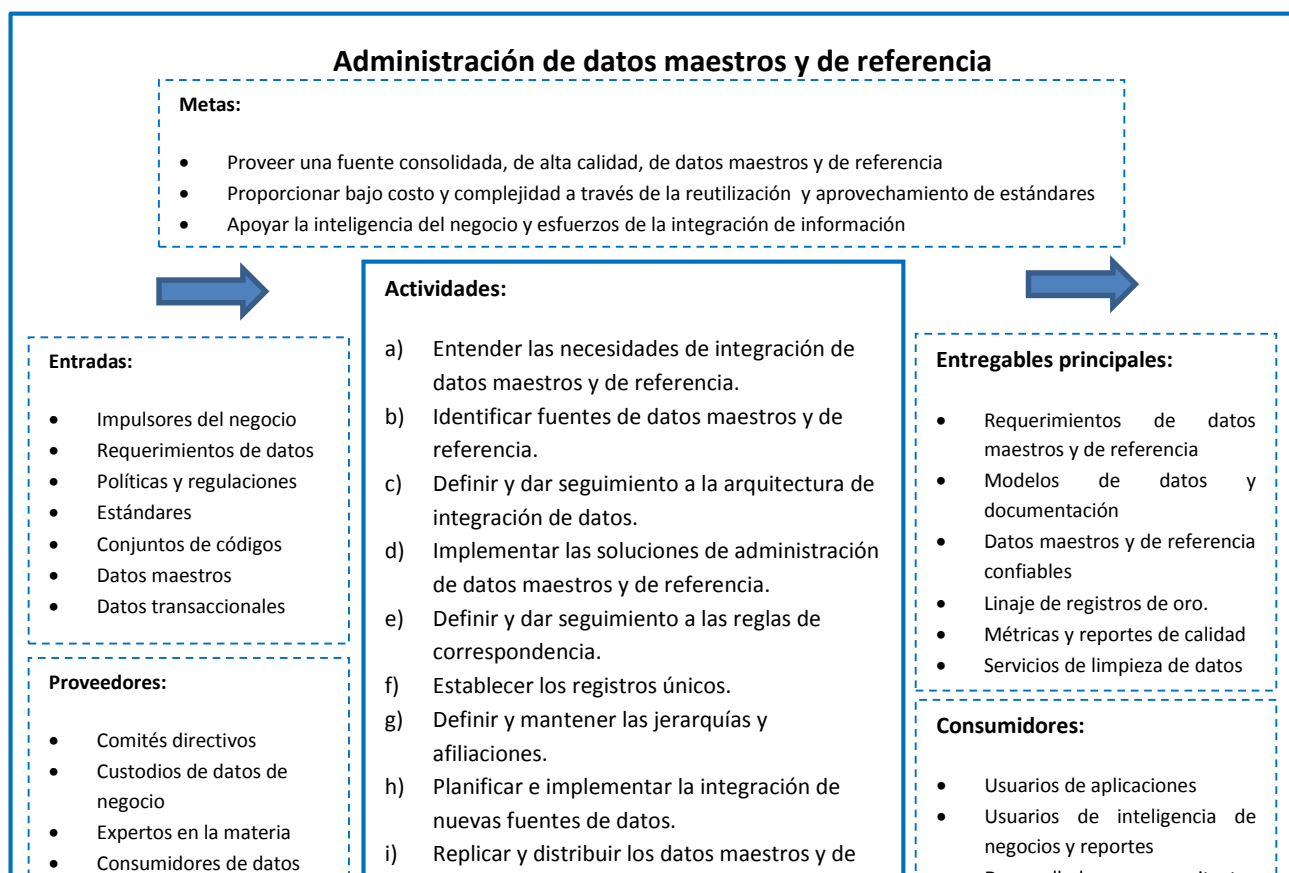 Administración de datos maestros y de referencia
Metas:
• Proveer una fuente consolidada, de alta calidad, de datos maestros y de referencia
• Proporcionar bajo costo y complejidad a través de la reutilización y aprovechamiento de estándares
• Apoyar la inteligencia del negocio y esfuerzos de la integración de información
Entradas:
• Impulsores del negocio
• Requerimientos de datos
• Políticas y regulaciones
• Estándares
• Conjuntos de códigos
• Datos maestros
• Datos transaccionales
Proveedores:
• Comités directivos
• Custodios de datos de
negocio
• Expertos en la materia
• Consumidores de datos
Actividades:
a) Entender las necesidades de integración de
datos maestros y de referencia.
b) Identificar fuentes de datos maestros y de
referencia.
c) Definir y dar seguimiento a la arquitectura de
integración de datos.
d) Implementar las soluciones de administración
de datos maestros y de referencia.
e) Definir y dar seguimiento a las reglas de
correspondencia.
f) Establecer los registros únicos.
g) Definir y mantener las jerarquías y
afiliaciones.
h) Planificar e implementar la integración de
nuevas fuentes de datos.
i) Replicar y distribuir los datos maestros y de
Entregables principales:
• Requerimientos de datos
maestros y de referencia
• Modelos de datos y
documentación
• Datos maestros y de referencia
confiables
• Linaje de registros de oro.
• Métricas y reportes de calidad
• Servicios de limpieza de datos
Consumidores:
• Usuarios de aplicaciones
• Usuarios de inteligencia de
negocios y reportes